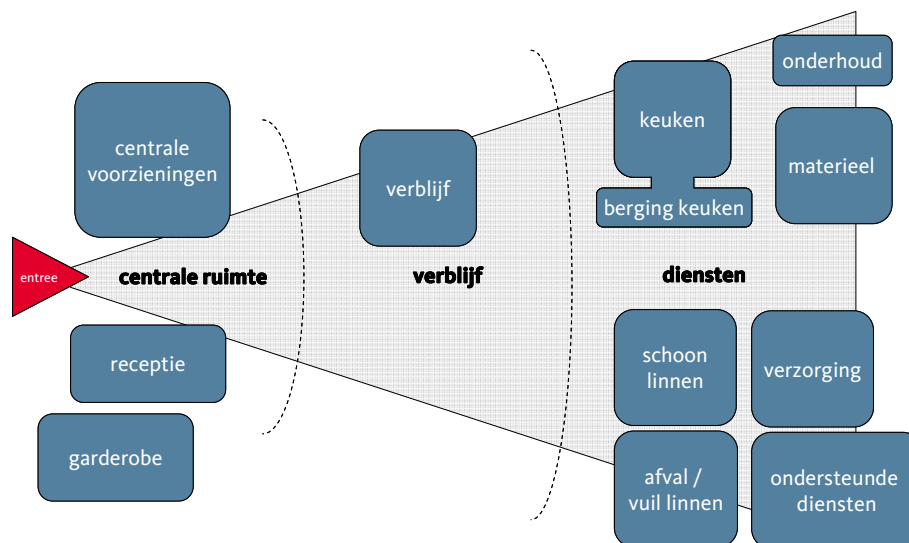 entree
centrale
voorzieningen
centrale ruimte
receptie
garderobe
verblijf
verblijf
keuken
berging keuken
onderhoud
materieel
diensten
schoon
linnen
verzorging
afval /
vuil linnen
ondersteunde
diensten